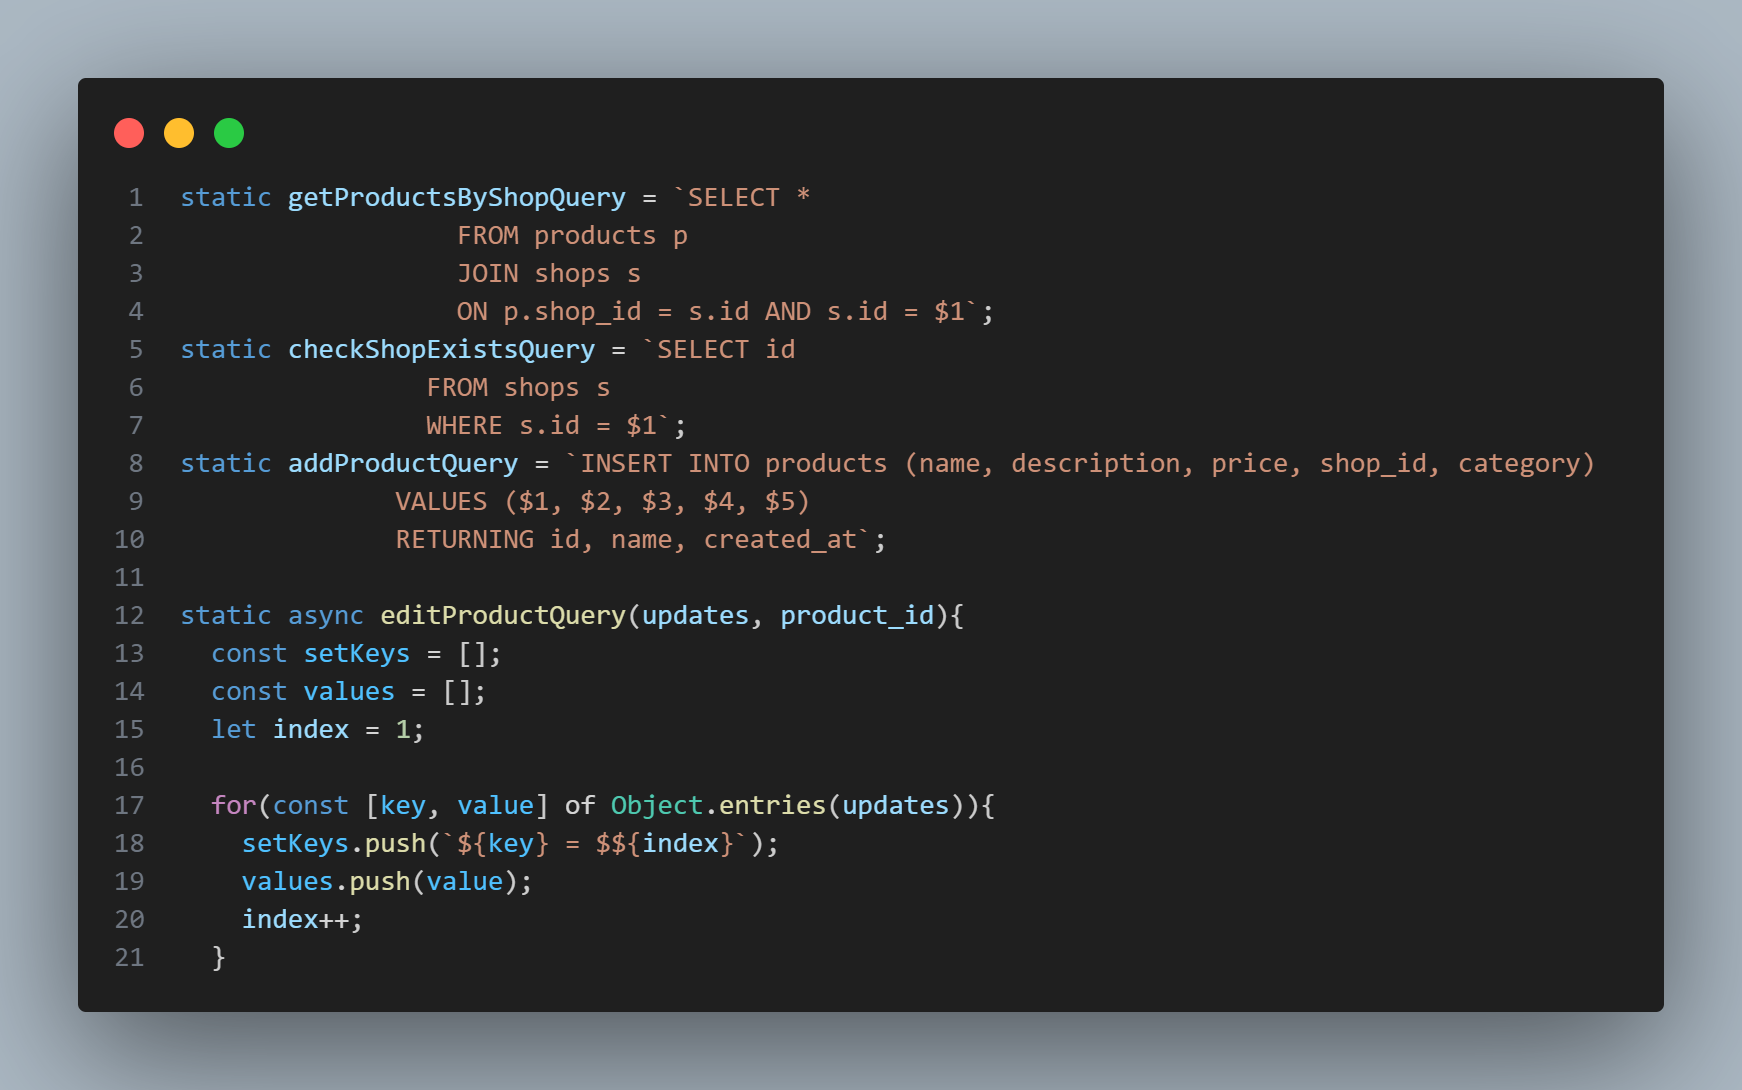 1 static getProductsByShopQuery = `SELECT *
2 FROM products p
3 JOIN shops s
4 ON p.shop_id = s.id AND s.id = $1`;
5 static checkShopExistsQuery = `SELECT id
6 FROM shops s
7 WHERE s.id = $1`;
8 static addProductQuery = `INSERT INTO products (name, description, price, shop_id, category)
9 VALUES ($1, $2, $3, $4, $5)
10 RETURNING id, name, created_at`;
11
12 static async editProductQuery(updates, product_id){
13 const setKeys = [];
14 const values = [];
15 let index = 1;
16
17 for(const [key, value] of Object.entries(updates)){
18 setKeys.push(`${key} = $${index}`);
19 values.push(value);
20 index++;
21 }